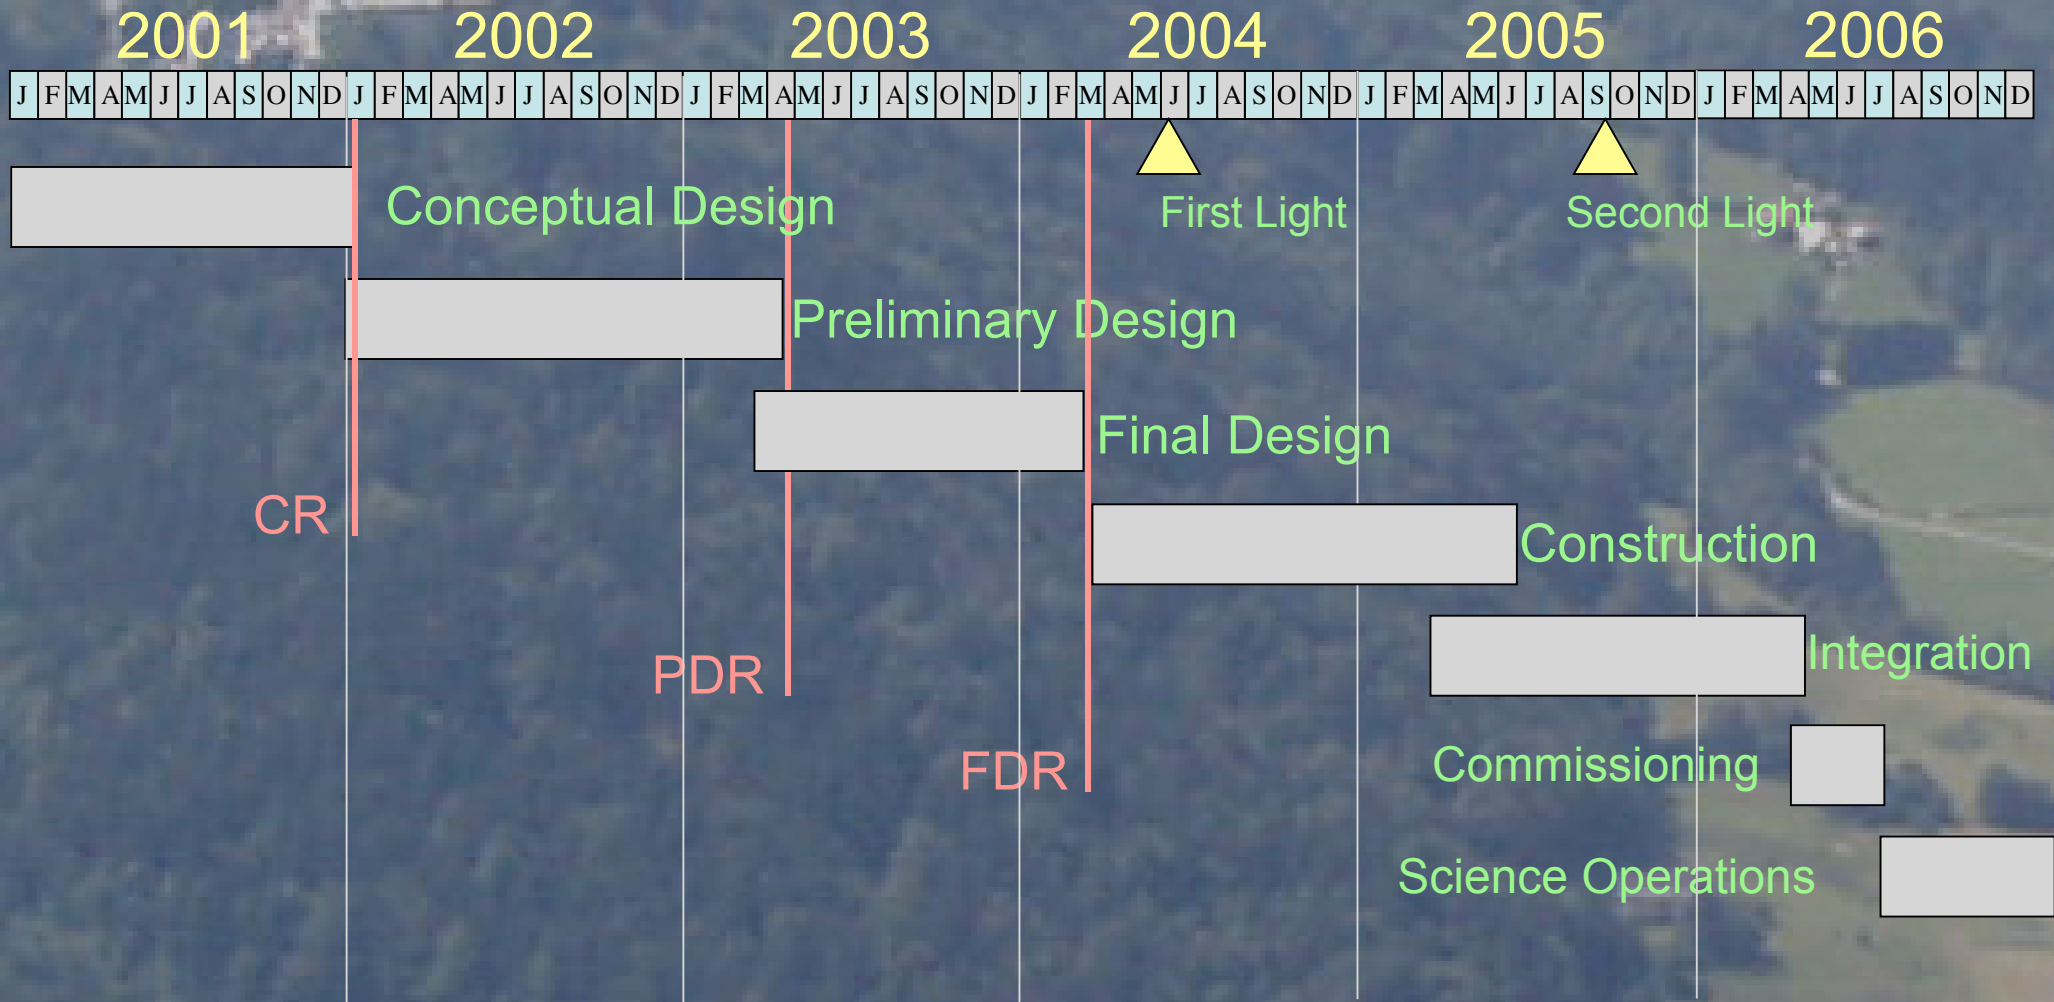 2001 2002 2003 2004 2005 2006
J F M A M J J A S O N D J F M A M J J A S O N D J F M A M J J A S O N D J F M A M J J A S O N D J F M A M J J A S O N D J F M A M J J A S O N D
Conceptual Design
First Light
Second Light
Preliminary Design
Final Design
CR
Construction
Integration
PDR
FDR
Commissioning
Science Operations